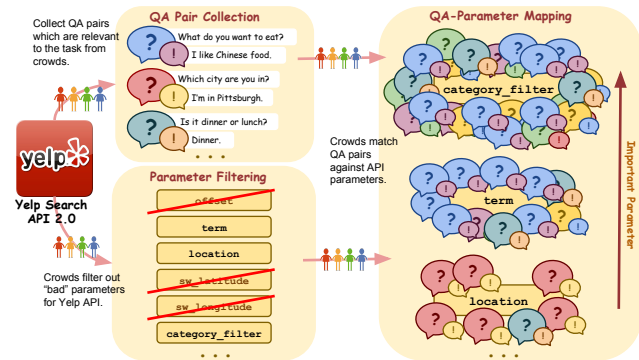 Collect QA pairs
which are relevant
to the task from
crowds.
yelp
Yelp Search
API 2.0
Crowds filter out
"bad" parameters
for Yelp API.
QA Pair Collection
?
What do you want to eat?
!
I like Chinese food.
?
Which city are you in?
!
I'm in Pittsburgh.
?
Is it dinner or lunch?
!
Dinner.
. . .
Parameter Filtering
offset
term
location
sw_latitude
sw_longitude
category_filter
. . .
Crowds match
QA pairs
against API
parameters.
QA-Parameter Mapping
category_filter
term
location
. . .
Important Parameter